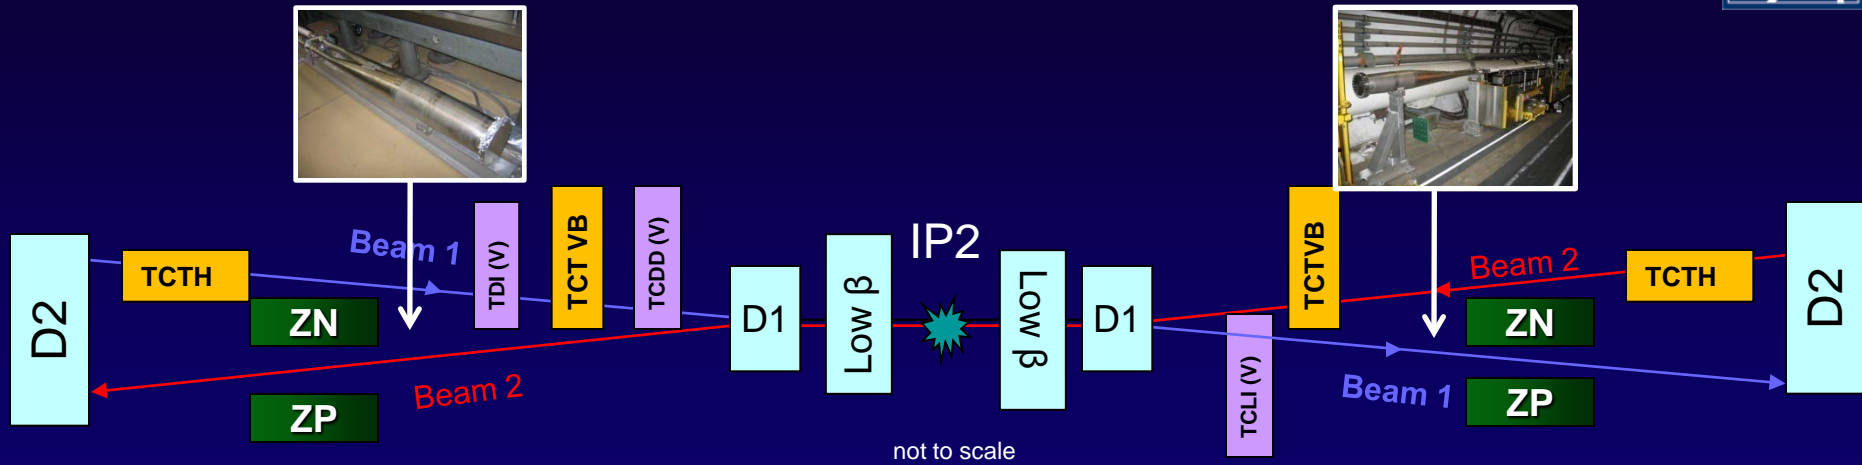 D2
TCTH
ZN
ZP
Beam 1
Beam 2
TDI (V)
TCT VB
TCDD (V)
D1
Low β
IP2
Low β
D1
TCLI (V)
TCTVB
Beam 2
Beam 1
TCTH
ZN
ZP
D2
not to scale